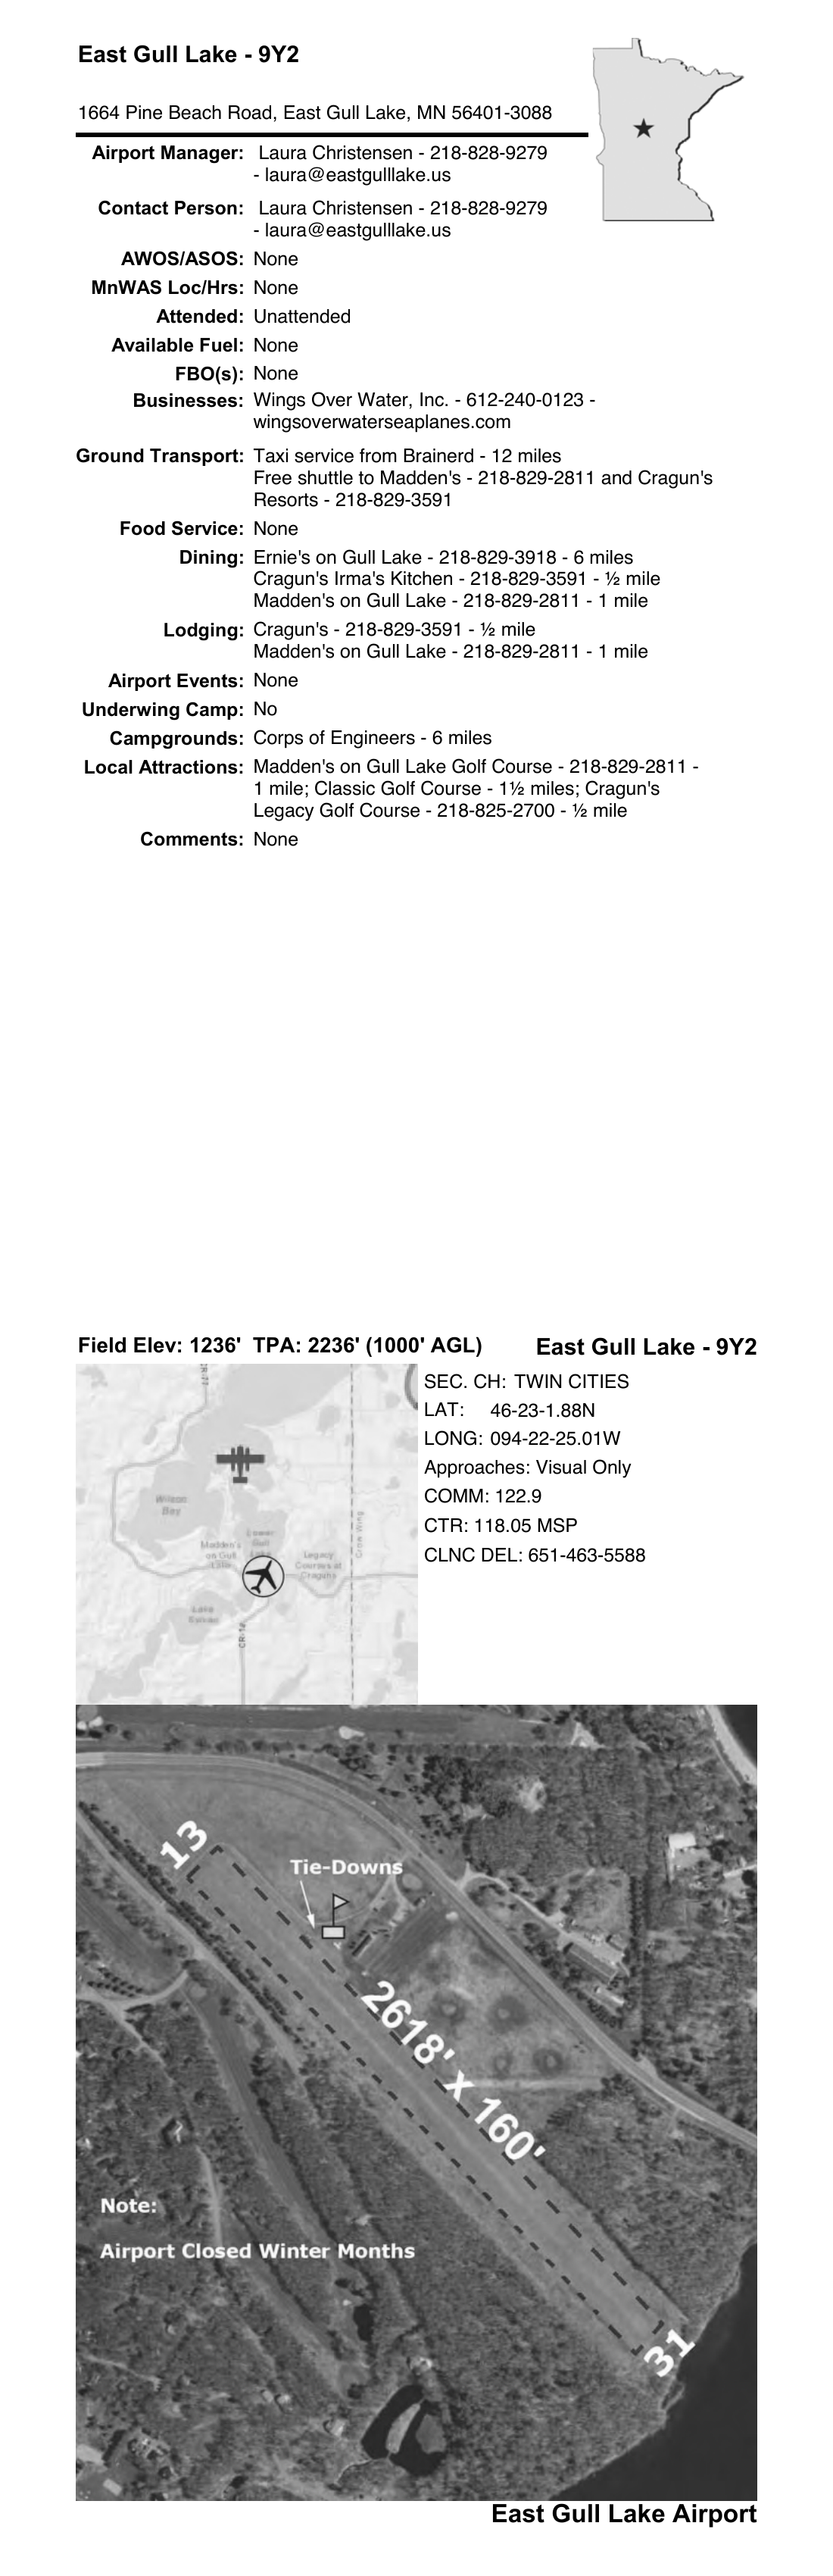 East Gull Lake - 9Y2
1664 Pine Beach Road, East Gull Lake, MN 56401-3088
Airport Manager: Laura Christensen - 218-828-9279
- laura@eastgulllake.us
Contact Person: Laura Christensen - 218-828-9279
- laura@eastgulllake.us
AWOS/ASOS: None
MnWAS Loc/Hrs: None
Attended: Unattended
Available Fuel: None
FBO(s): None
Businesses: Wings Over Water, Inc. - 612-240-0123 -
wingsoverwaterseaplanes.com
Ground Transport: Taxi service from Brainerd - 12 miles
Free shuttle to Madden's - 218-829-2811 and Cragun's
Resorts - 218-829-3591
Food Service: None
Dining: Ernie's on Gull Lake - 218-829-3918 - 6 miles
Cragun's Irma's Kitchen - 218-829-3591 - ½ mile
Madden's on Gull Lake - 218-829-2811 - 1 mile
Lodging: Cragun's - 218-829-3591 - ½ mile
Madden's on Gull Lake - 218-829-2811 - 1 mile
Airport Events: None
Underwing Camp: No
Campgrounds: Corps of Engineers - 6 miles
Local Attractions: Madden's on Gull Lake Golf Course - 218-829-2811 -
1 mile; Classic Golf Course - 1½ miles; Cragun's
Legacy Golf Course - 218-825-2700 - ½ mile
Comments: None
Field Elev: 1236' TPA: 2236' (1000' AGL) East Gull Lake - 9Y2
SEC. CH: TWIN CITIES
LAT: 46-23-1.88N
LONG: 094-22-25.01W
Approaches: Visual Only
COMM: 122.9
CTR: 118.05 MSP
CLNC DEL: 651-463-5588
CR-77
Wilson
Bay
Madden's
on Gull
Lake
Lower
Gull
Legacy
Courses at
Craguns
Crow Wing
Lake
13
Tie-Downs
2618' x 160'
Note:
Airport Closed Winter Months
31
East Gull Lake Airport